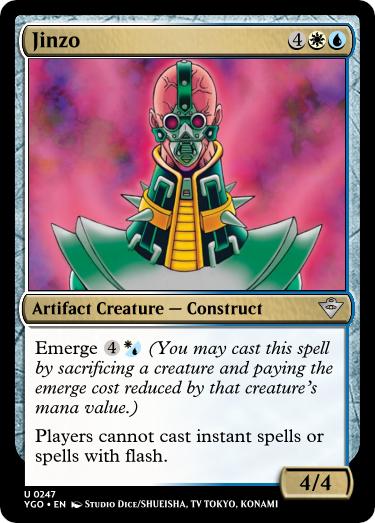 Jinzo 4
Artifact Creature — Construct
Emerge 4 (You may cast this spell
by sacrificing a creature and paying the
emerge cost reduced by that creature's
mana value.)
Players cannot cast instant spells or
spells with flash.
4/4
U 0247
YGO • EN Studio Dice/SHUEISHA, TV TOKYO, KONAMI